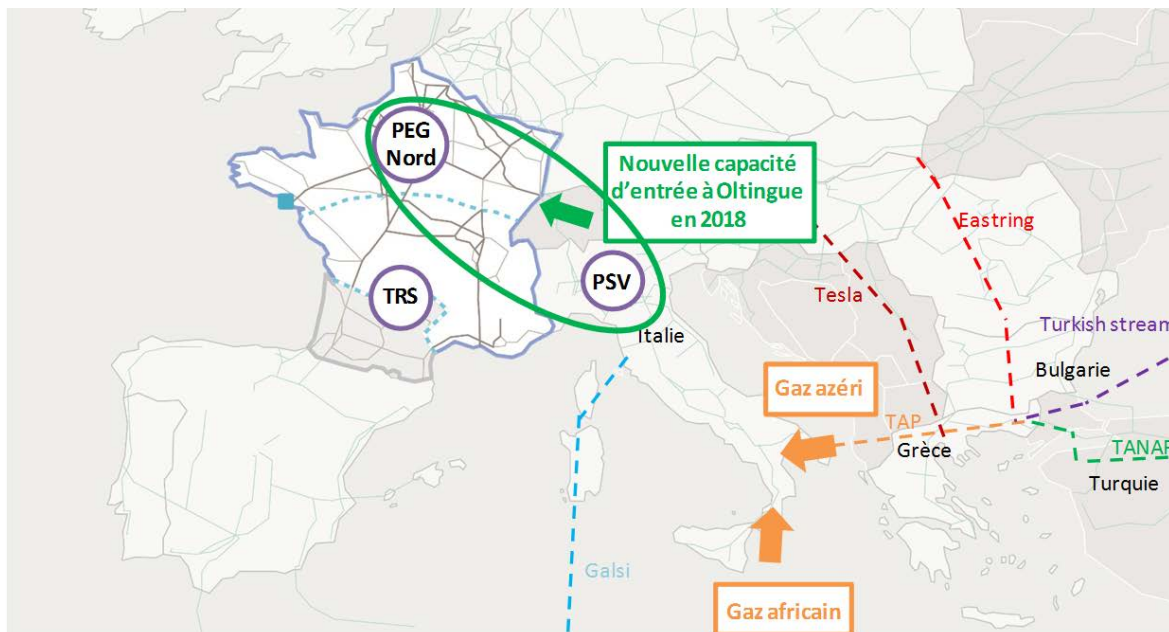 PEG
Nord
Nouvelle capacité
d'entrée à Oltingue
en 2018
Eastring
PSV
TRS
Tesla
Italie
Turkish stream
Bulgarie
Gaz azéri
TAP
Grèce
TANAP
Turquie
Galsi
Gaz africain